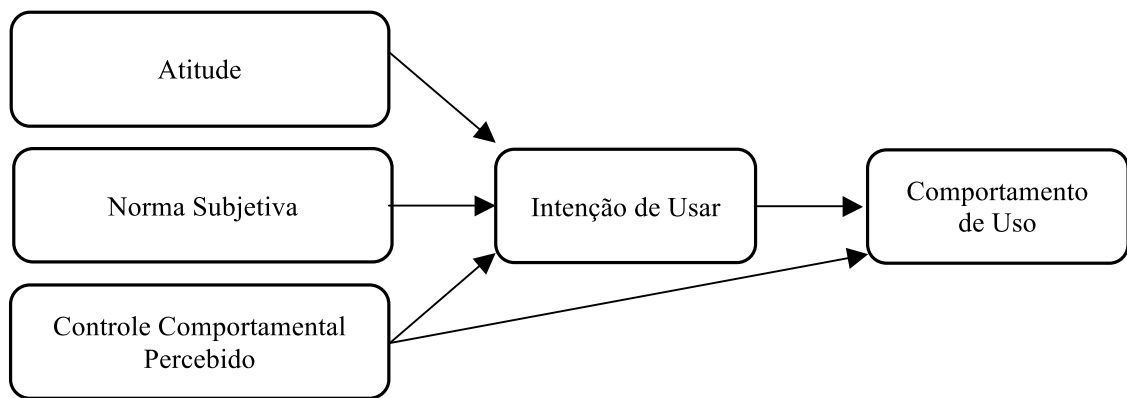 Atitude
Norma Subjetiva
Controle Comportamental
Percebido
Intenção de Usar
Comportamento
de Uso